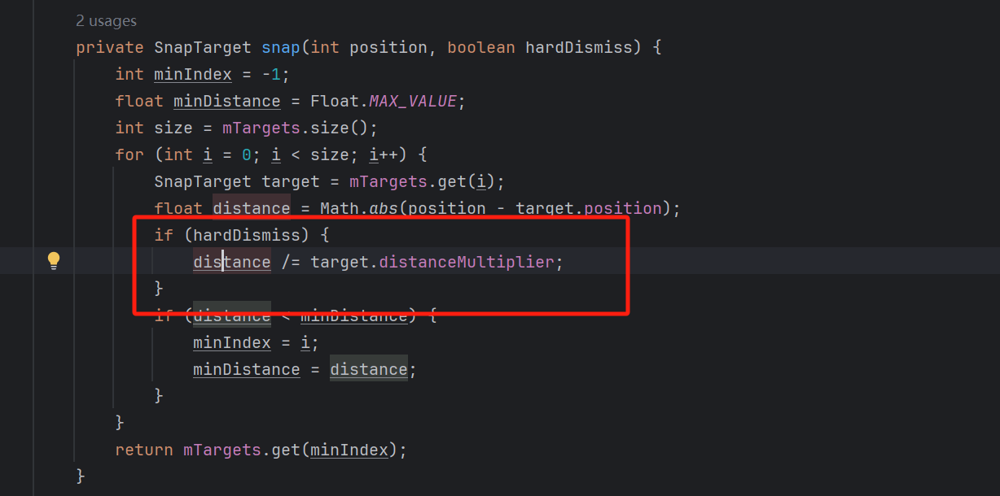 2 usages
private SnapTarget snap(int position, boolean hardDismiss) {
int minIndex = -1;
float minDistance = Float.MAX_VALUE;
int size = mTargets.size();
for (int i = 0; i < size; i++) {
SnapTarget target = mTargets.get(i);
float distance = Math.abs(position - target.position);
if (hardDismiss) {
distance /= target.distanceMultiplier;
}
if (distance < minDistance) {
minIndex = i;
minDistance = distance;
}
}
return mTargets.get(minIndex);
}